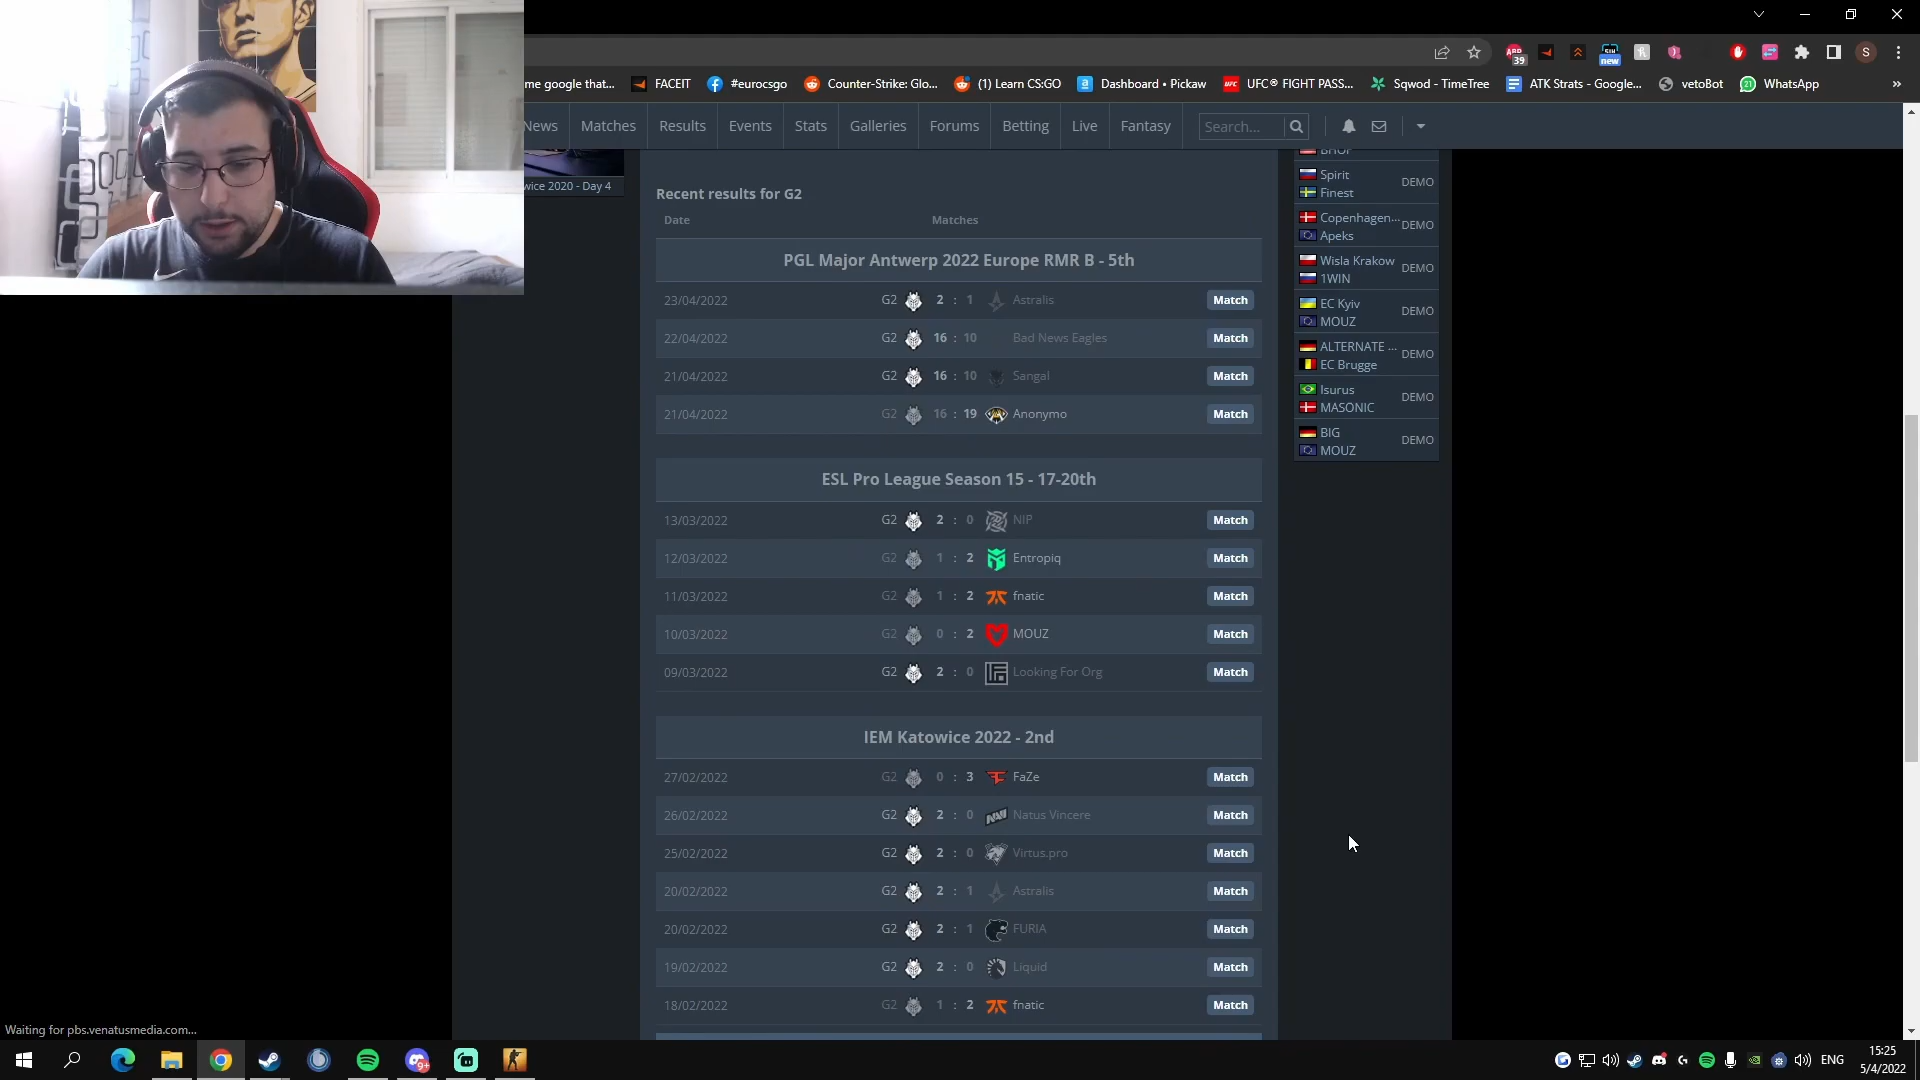 me google that...
FACEIT
#eurocsgo
Counter-Strike: Glo...
(1) Learn CS:GO
Dashboard • Pickaw
UFC® FIGHT PASS...
Sqwod - TimeTree
ATK Strats - Google...
vetoBot
WhatsApp
»
39
new
S
21
News
Matches
Results
Events
Stats
Galleries
Forums
Betting
Live
Fantasy
Search...
wice 2020 - Day 4
Recent results for G2
Date Matches
PGL Major Antwerp 2022 Europe RMR B - 5th
23/04/2022 G2 2 : 1 Astralis Match
22/04/2022 G2 16 : 10 Bad News Eagles Match
21/04/2022 G2 16 : 10 Sangal Match
21/04/2022 G2 16 : 19 Anonymo Match
ESL Pro League Season 15 - 17-20th
13/03/2022 G2 2 : 0 NIP Match
12/03/2022 G2 1 : 2 Entropiq Match
11/03/2022 G2 1 : 2 fnatic Match
10/03/2022 G2 0 : 2 MOUZ Match
09/03/2022 G2 2 : 0 Looking For Org Match
IEM Katowice 2022 - 2nd
27/02/2022 G2 0 : 3 FaZe Match
26/02/2022 G2 2 : 0 Natus Vincere Match
25/02/2022 G2 2 : 0 Virtus.pro Match
20/02/2022 G2 2 : 1 Astralis Match
20/02/2022 G2 2 : 1 FURIA Match
19/02/2022 G2 2 : 0 Liquid Match
18/02/2022 G2 1 : 2 fnatic Match
BHOP
Spirit
Finest
DEMO
Copenhagen...
Apeks
DEMO
Wisla Krakow
1WIN
DEMO
EC Kyiv
MOUZ
DEMO
ALTERNATE ...
EC Brugge
DEMO
Isurus
MASONIC
DEMO
BIG
MOUZ
DEMO
Waiting for pbs.venatusmedia.com...
9+
ENG
15:25
5/4/2022